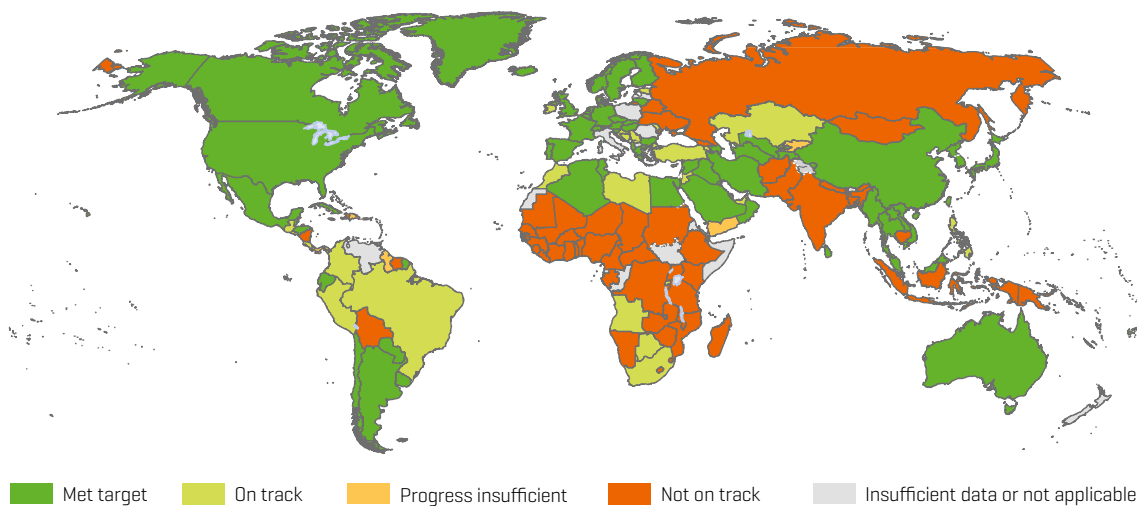 Met target
On track
Progress insufficient
Not on track
Insufficient data or not applicable